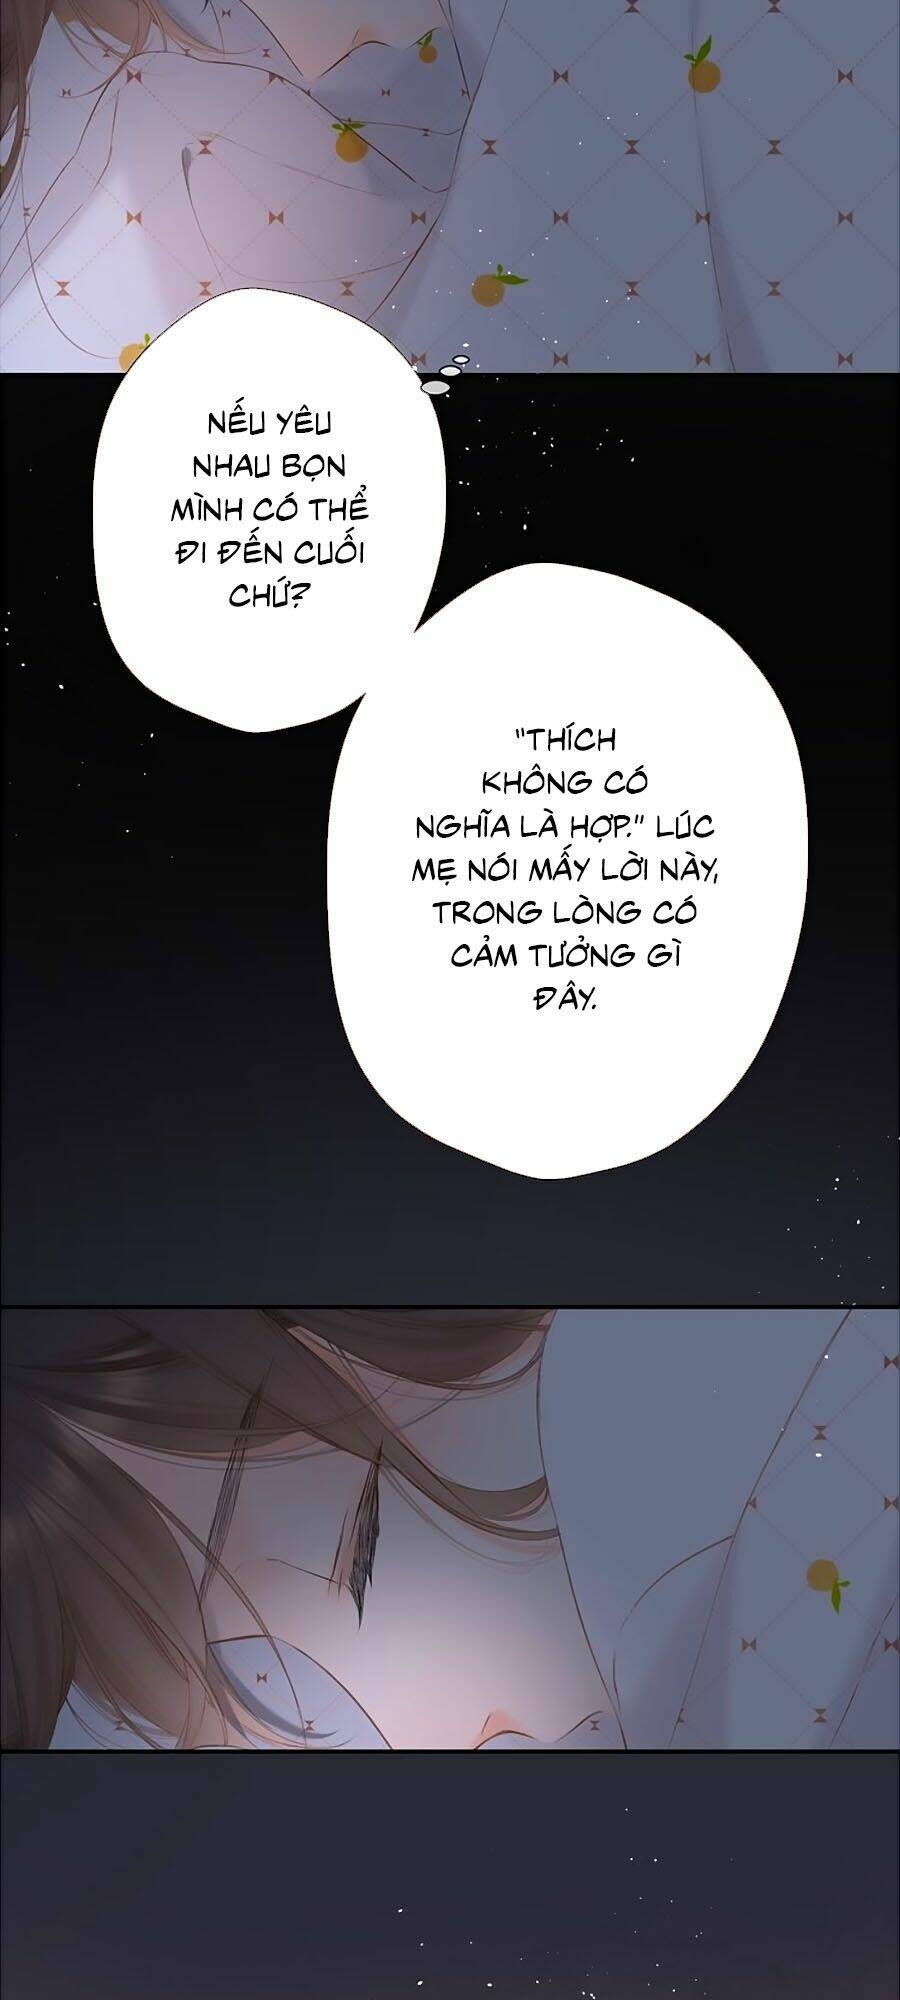 NẾU YÊU
NHAU BỌN
MÌNH CÓ THỂ
ĐI ĐẾN CUỐI
CHỨ?
"THÍCH
KHÔNG CÓ
NGHĨA LÀ HỢP." LÚC
MẸ NÓI MẤY LỜI NÀY,
TRONG LÒNG CÓ
CẢM TƯỞNG GÌ
ĐÂY.